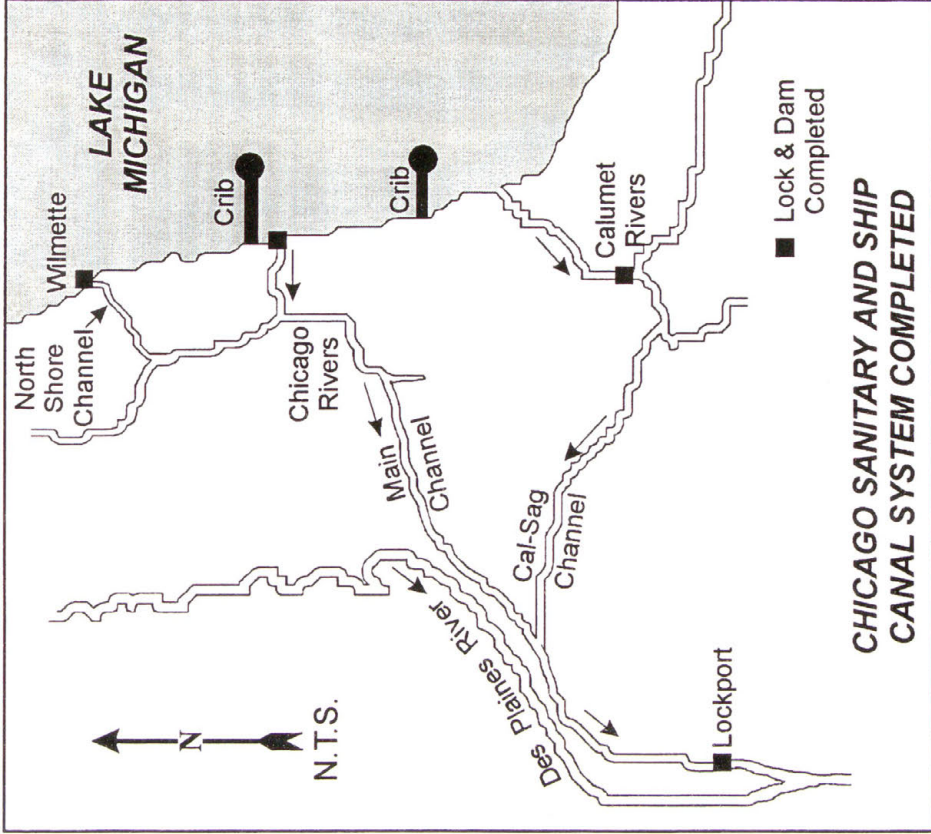 LAKE
MICHIGAN
Wilmette
North
Shore
Channel
Crib
Crib
Chicago
Rivers
Calumet
Rivers
Main
Channel
Cal-Sag
Channel
Des Plaines River
Lockport
N
N.T.S.
Lock & Dam
Completed
CHICAGO SANITARY AND SHIP
CANAL SYSTEM COMPLETED